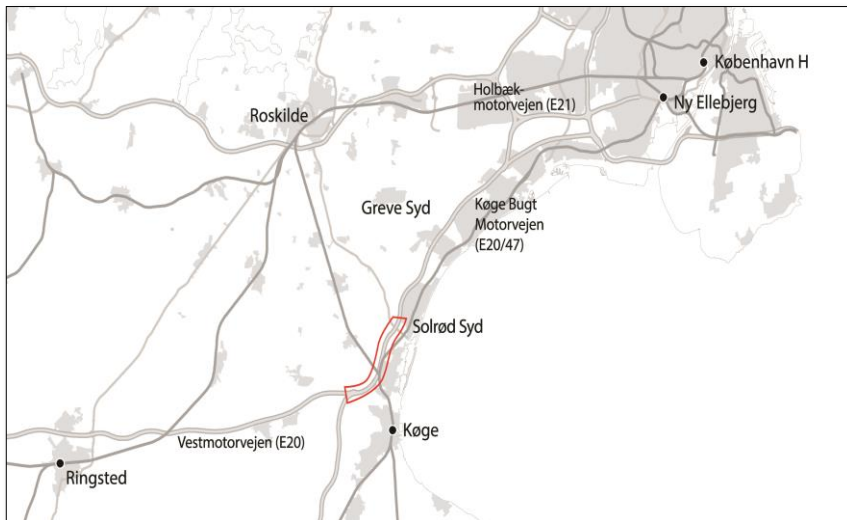 København H
Holbæk-
motorvejen (E21)
Ny Ellebjerg
Roskilde
Greve Syd
Køge Bugt
Motorvejen
(E20/47)
Solrød Syd
Køge
Vestmotorvejen (E20)
Ringsted